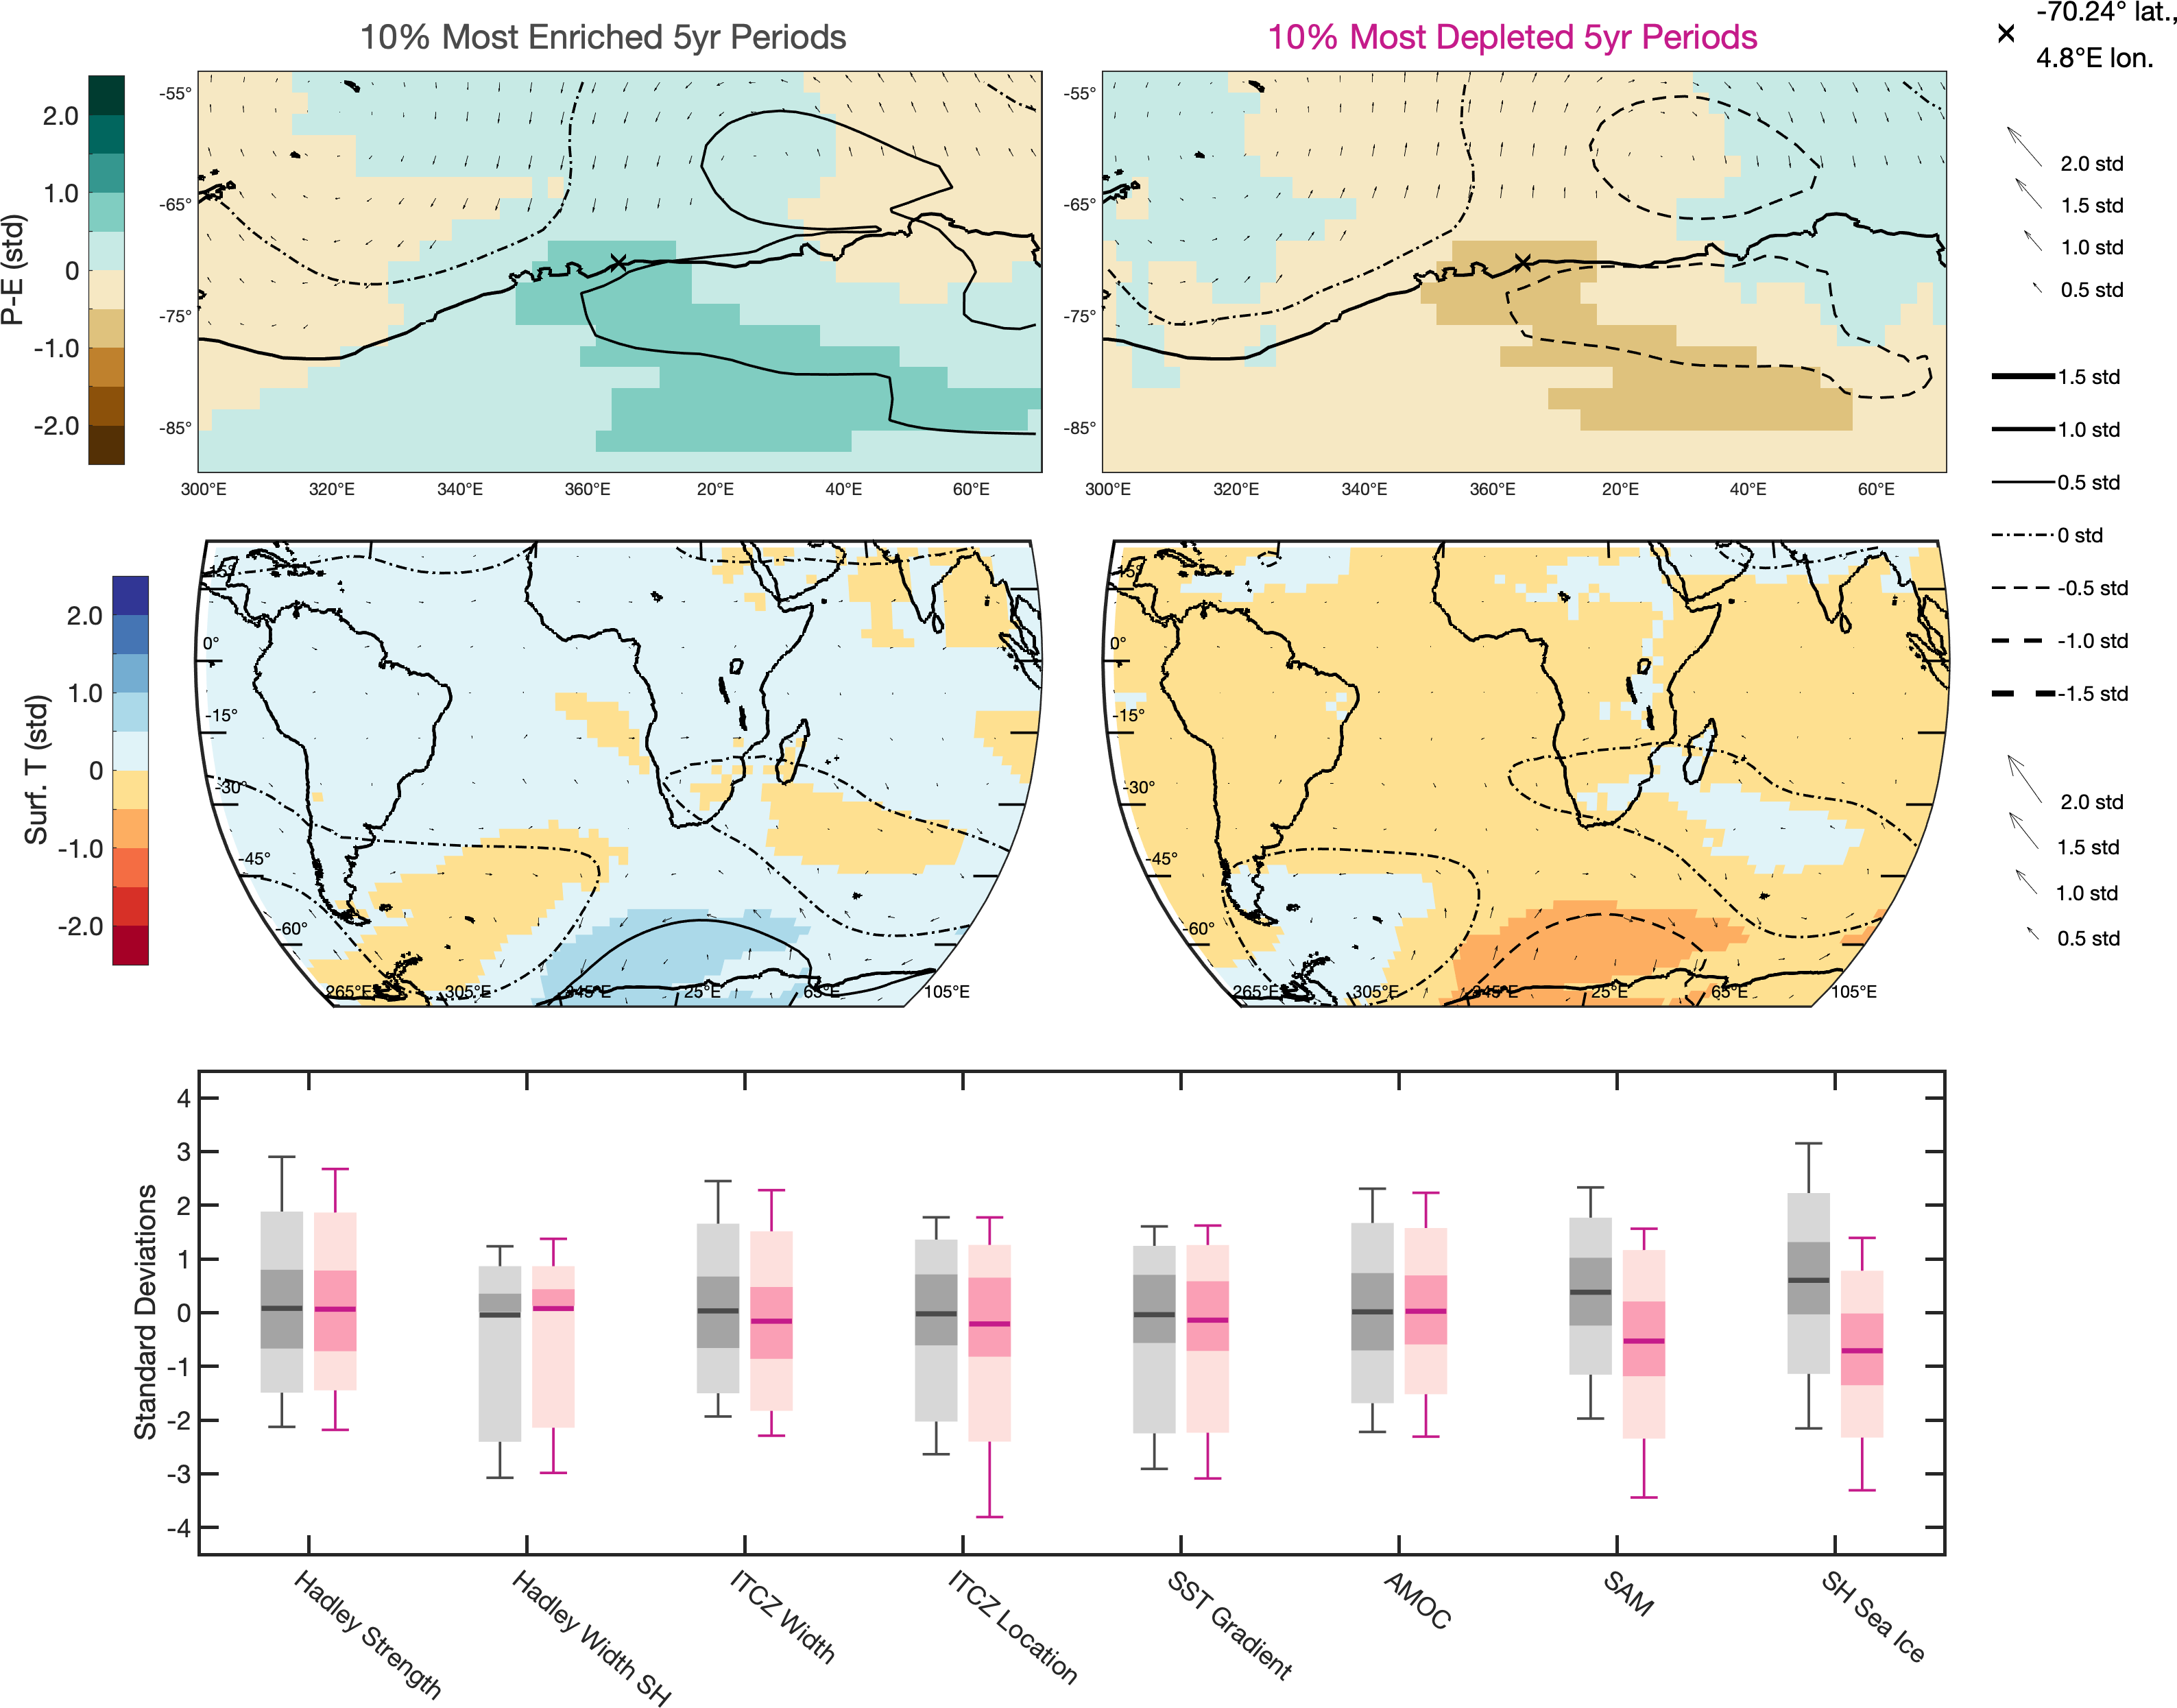 10% Most Enriched 5yr Periods
10% Most Depleted 5yr Periods
-70.24° lat.,
4.8°E lon.
P-E (std)
2.0
1.0
0
-1.0
-2.0
-55°
-65°
-75°
-85°
300°E 320°E 340°E 360°E 20°E 40°E 60°E
-55°
-65°
-75°
-85°
300°E 320°E 340°E 360°E 20°E 40°E 60°E
2.0 std
1.5 std
1.0 std
0.5 std
1.5 std
1.0 std
0.5 std
0 std
-0.5 std
-1.0 std
-1.5 std
2.0 std
1.5 std
1.0 std
0.5 std
Surf. T (std)
2.0
1.0
0
-1.0
-2.0
15°
0°
-15°
-30°
-45°
-60°
265°E 305°E 345°E 25°E 65°E 105°E
15°
0°
-15°
-30°
-45°
-60°
265°E 305°E 345°E 25°E 65°E 105°E
Standard Deviations
4
3
2
1
0
-1
-2
-3
-4
Hadley Strength
Hadley Width SH
ITCZ Width
ITCZ Location
SST Gradient
AMOC
SAM
SH Sea Ice